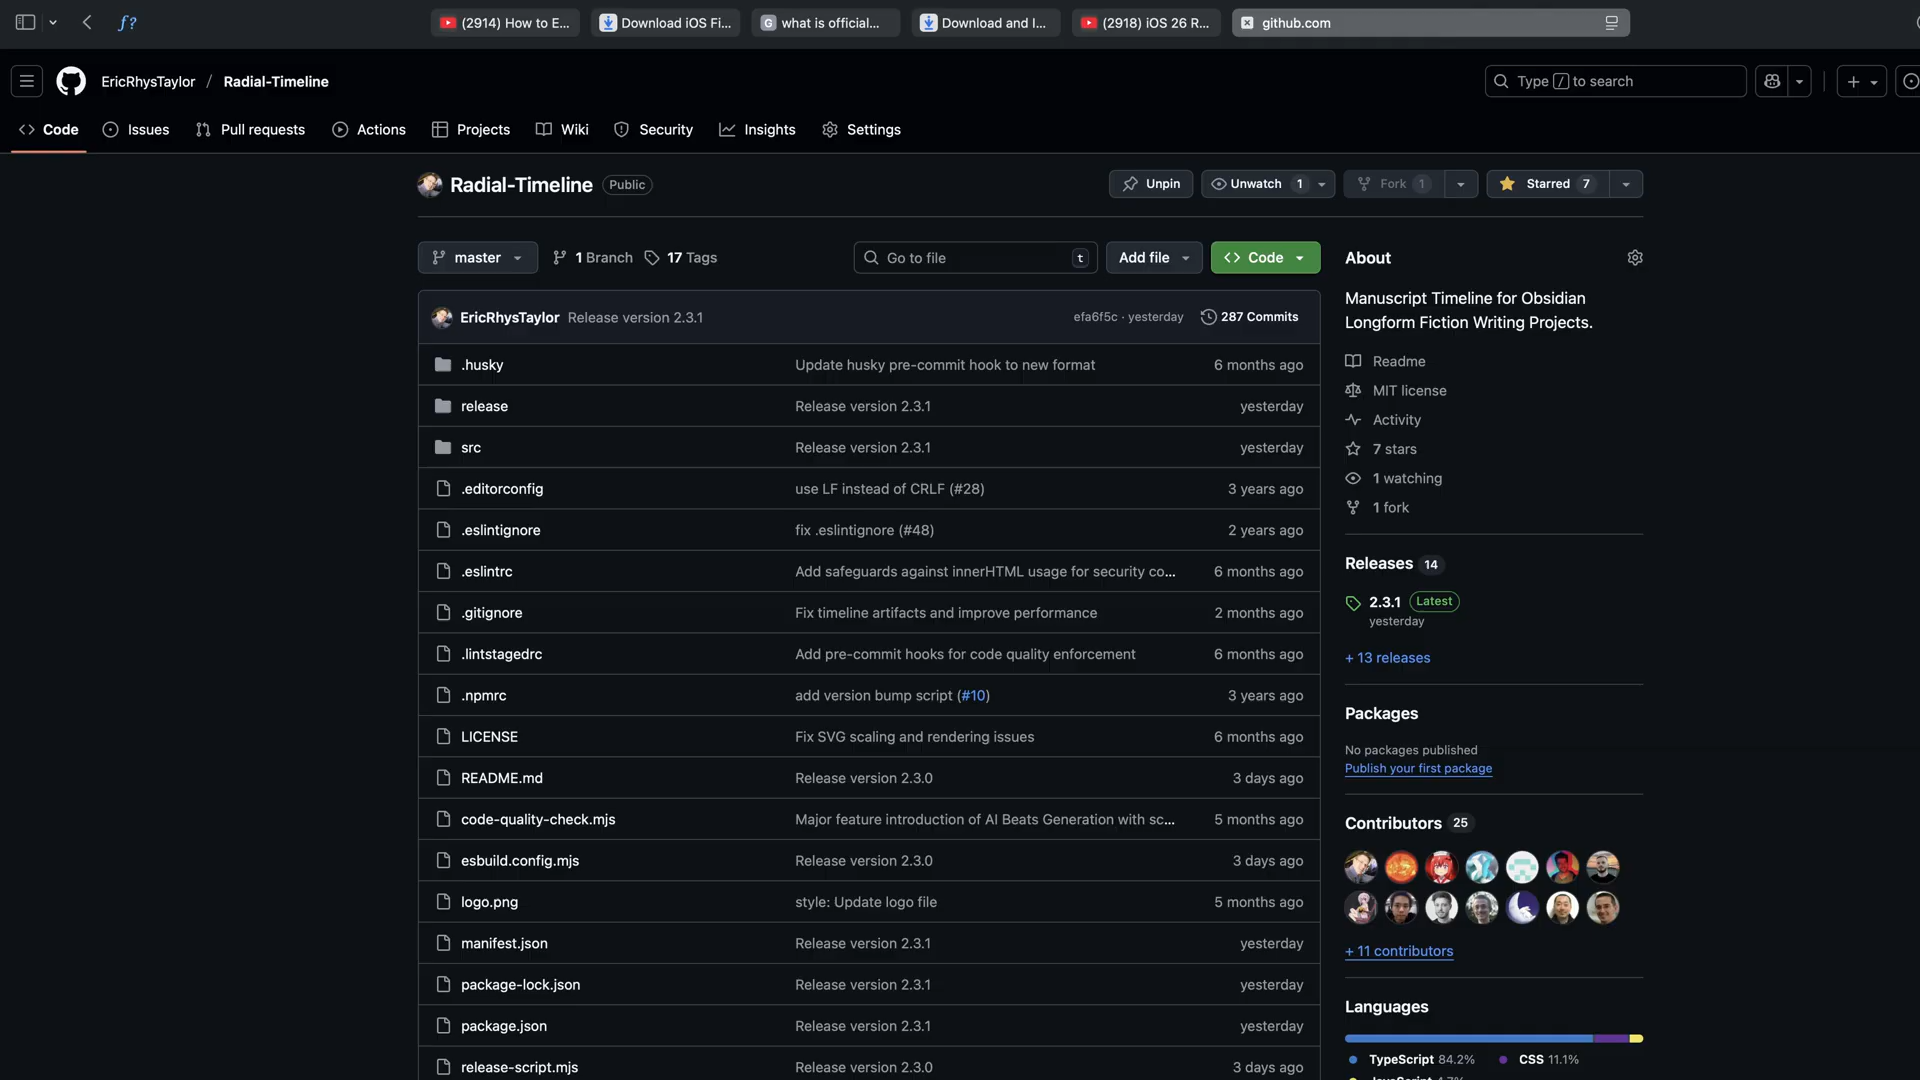 f?
(2914) How to E...
Download iOS Fi...
G
what is official...
Download and I...
(2918) iOS 26 R...
github.com
EricRhysTaylor / Radial-Timeline
Type / to search
Code
Issues
Pull requests
Actions
Projects
Wiki
Security
Insights
Settings
Radial-Timeline Public
Unpin
Unwatch 1
Fork 1
Starred 7
master
1 Branch
17 Tags
Go to file t
Add file
Code
EricRhysTaylor Release version 2.3.1 efa6f5c · yesterday 287 Commits
.husky Update husky pre-commit hook to new format 6 months ago
release Release version 2.3.1 yesterday
src Release version 2.3.1 yesterday
.editorconfig use LF instead of CRLF (#28) 3 years ago
.eslintignore fix .eslintignore (#48) 2 years ago
.eslintrc Add safeguards against innerHTML usage for security co... 6 months ago
.gitignore Fix timeline artifacts and improve performance 2 months ago
.lintstagedrc Add pre-commit hooks for code quality enforcement 6 months ago
.npmrc add version bump script (#10) 3 years ago
LICENSE Fix SVG scaling and rendering issues 6 months ago
README.md Release version 2.3.0 3 days ago
code-quality-check.mjs Major feature introduction of AI Beats Generation with sc... 5 months ago
esbuild.config.mjs Release version 2.3.0 3 days ago
logo.png style: Update logo file 5 months ago
manifest.json Release version 2.3.1 yesterday
package-lock.json Release version 2.3.1 yesterday
package.json Release version 2.3.1 yesterday
release-script.mjs Release version 2.3.0 3 days ago
About
Manuscript Timeline for Obsidian
Longform Fiction Writing Projects.
Readme
MIT license
Activity
7 stars
1 watching
1 fork
Releases 14
2.3.1 Latest
yesterday
+ 13 releases
Packages
No packages published
Publish your first package
Contributors 25
+ 11 contributors
Languages
TypeScript 84.2%
CSS 11.1%